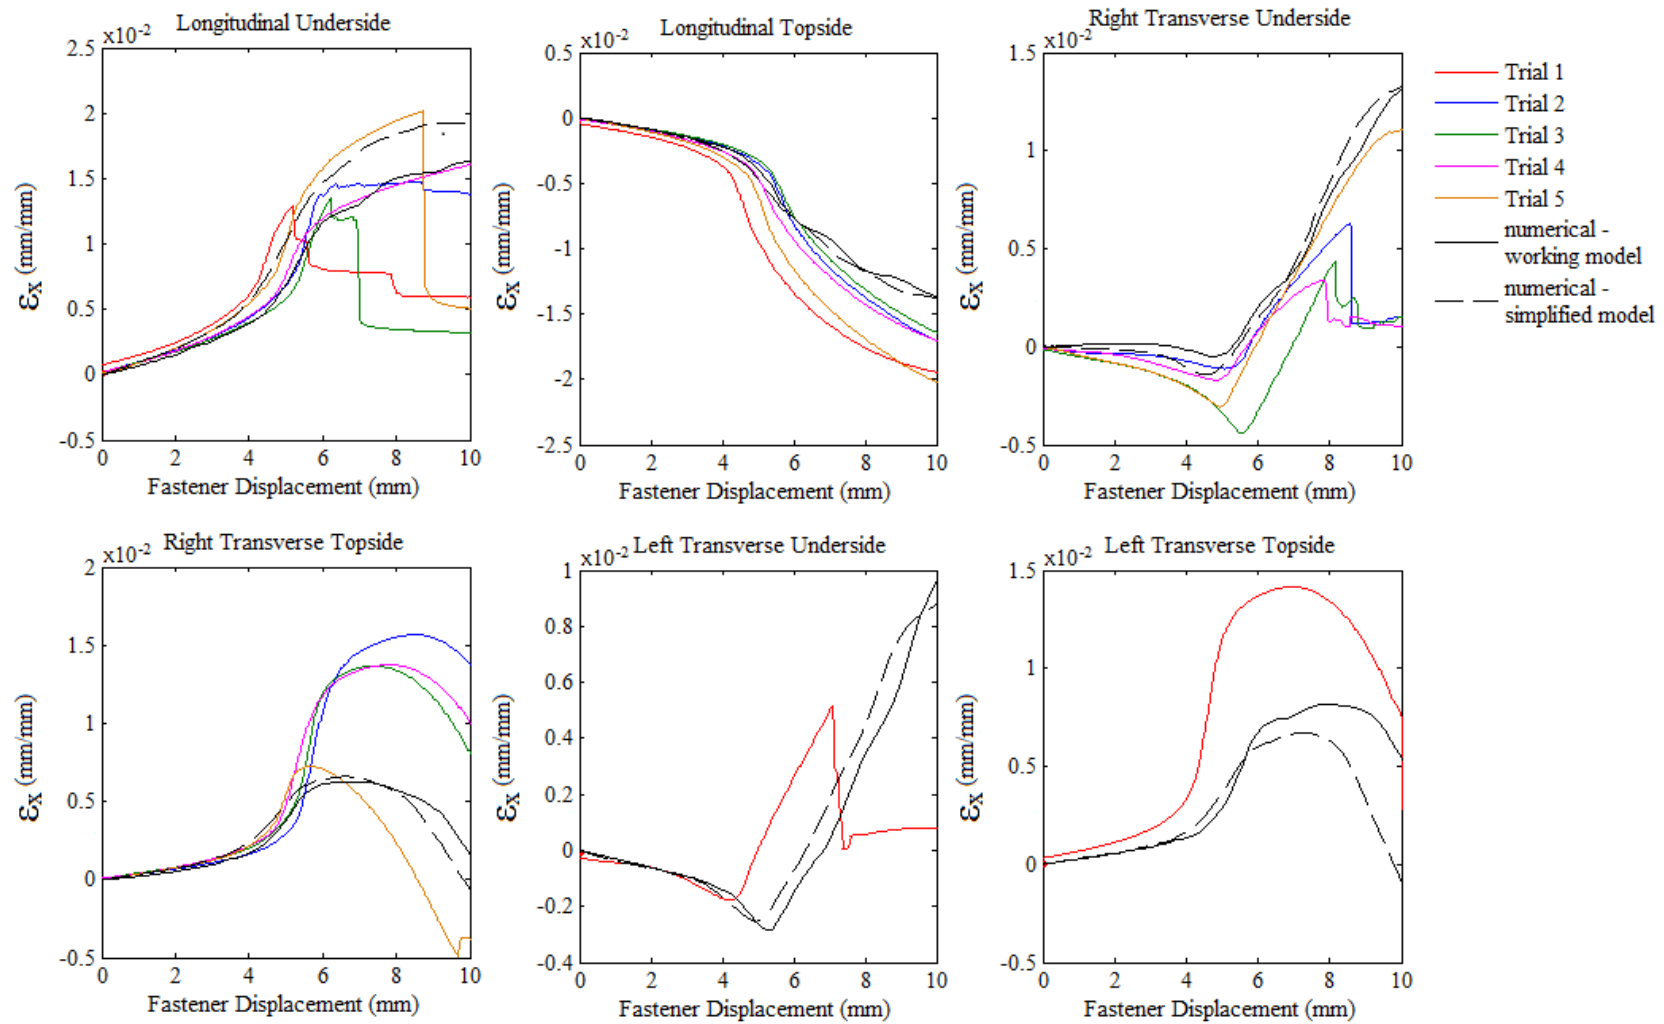 Longitudinal Underside
x10-2
2.5
2
1.5
1
0.5
0
-0.5
0 2 4 6 8 10
εX (mm/mm)
Fastener Displacement (mm)
Longitudinal Topside
x10-2
0.5
0
-0.5
-1
-1.5
-2
-2.5
0 2 4 6 8 10
εX (mm/mm)
Fastener Displacement (mm)
Right Transverse Underside
x10-2
1.5
1
0.5
0
-0.5
0 2 4 6 8 10
εX (mm/mm)
Fastener Displacement (mm)
Trial 1
Trial 2
Trial 3
Trial 4
Trial 5
numerical -
working model
numerical -
simplified model
Right Transverse Topside
x10-2
2
1.5
1
0.5
0
-0.5
0 2 4 6 8 10
εX (mm/mm)
Fastener Displacement (mm)
Left Transverse Underside
x10-2
1
0.8
0.6
0.4
0.2
0
-0.2
-0.4
0 2 4 6 8 10
εX (mm/mm)
Fastener Displacement (mm)
Left Transverse Topside
x10-2
1.5
1
0.5
0
-0.5
0 2 4 6 8 10
εX (mm/mm)
Fastener Displacement (mm)